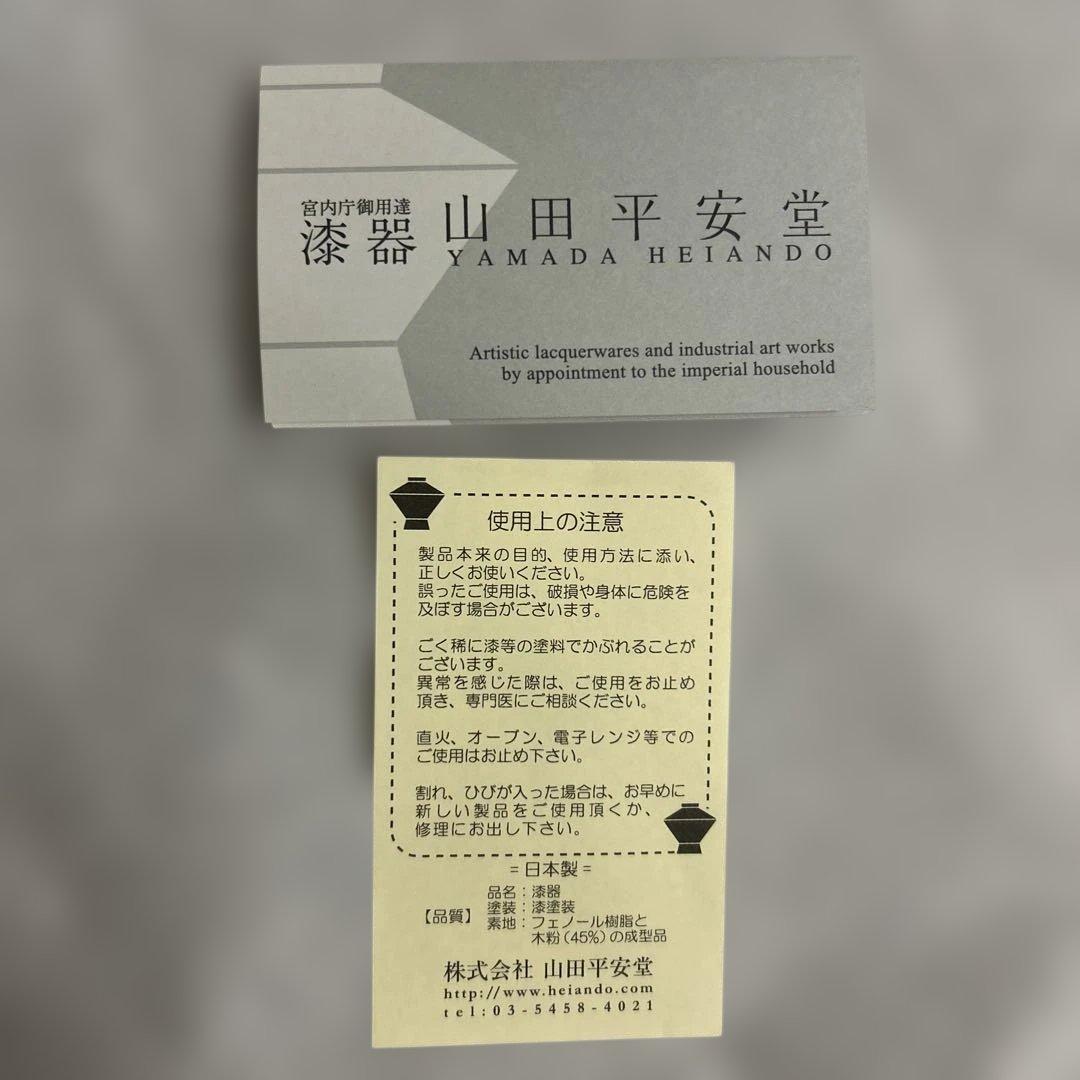 宮内庁御用達
漆器 山田平安堂
YAMADA HEIANDO
Artistic lacquerwares and industrial art works
by appointment to the imperial household
使用上の注意
製品本来の目的、使用方法に添い、
正しくお使いください。
誤ったご使用は、破損や身体に危険を
及ぼす場合がございます。
ごく稀に漆等の塗料でかぶれることが
ございます。
異常を感じた際は、ご使用をお止め
頂き、専門医にご相談ください。
直火、オーブン、電子レンジ等での
ご使用はお止め下さい。
割れ、ひびが入った場合は、お早めに
新しい製品をご使用頂くか、
修理にお出し下さい。
=日本製=
【品質】
品名：漆器
塗装：漆塗装
素地：フェノール樹脂と
木粉（45%）の成型品
株式会社 山田平安堂
http://www.heiando.com
tel:03-5458-4021